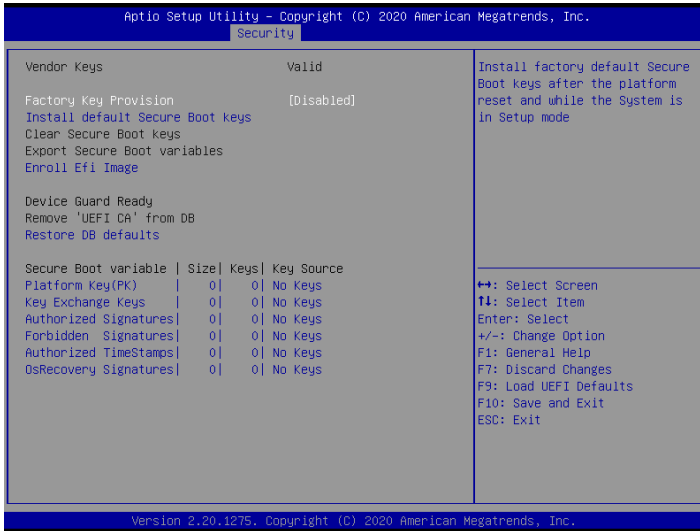 Aptio Setup Utility – Copyright (C) 2020 American Megatrends, Inc.
Security
Vendor Keys Valid
Factory Key Provision [Disabled]
Install default Secure Boot keys
Clear Secure Boot keys
Export Secure Boot variables
Enroll Efi Image
Device Guard Ready
Remove 'UEFI CA' from DB
Restore DB defaults
Secure Boot variable | Size| Keys| Key Source
Platform Key(PK) | 0| 0| No Keys
Key Exchange Keys | 0| 0| No Keys
Authorized Signatures| 0| 0| No Keys
Forbidden Signatures| 0| 0| No Keys
Authorized TimeStamps| 0| 0| No Keys
OsRecovery Signatures| 0| 0| No Keys
Install factory default Secure
Boot keys after the platform
reset and while the System is
in Setup mode
↔: Select Screen
↑↓: Select Item
Enter: Select
+/-: Change Option
F1: General Help
F7: Discard Changes
F9: Load UEFI Defaults
F10: Save and Exit
ESC: Exit
Version 2.20.1275. Copyright (C) 2020 American Megatrends, Inc.